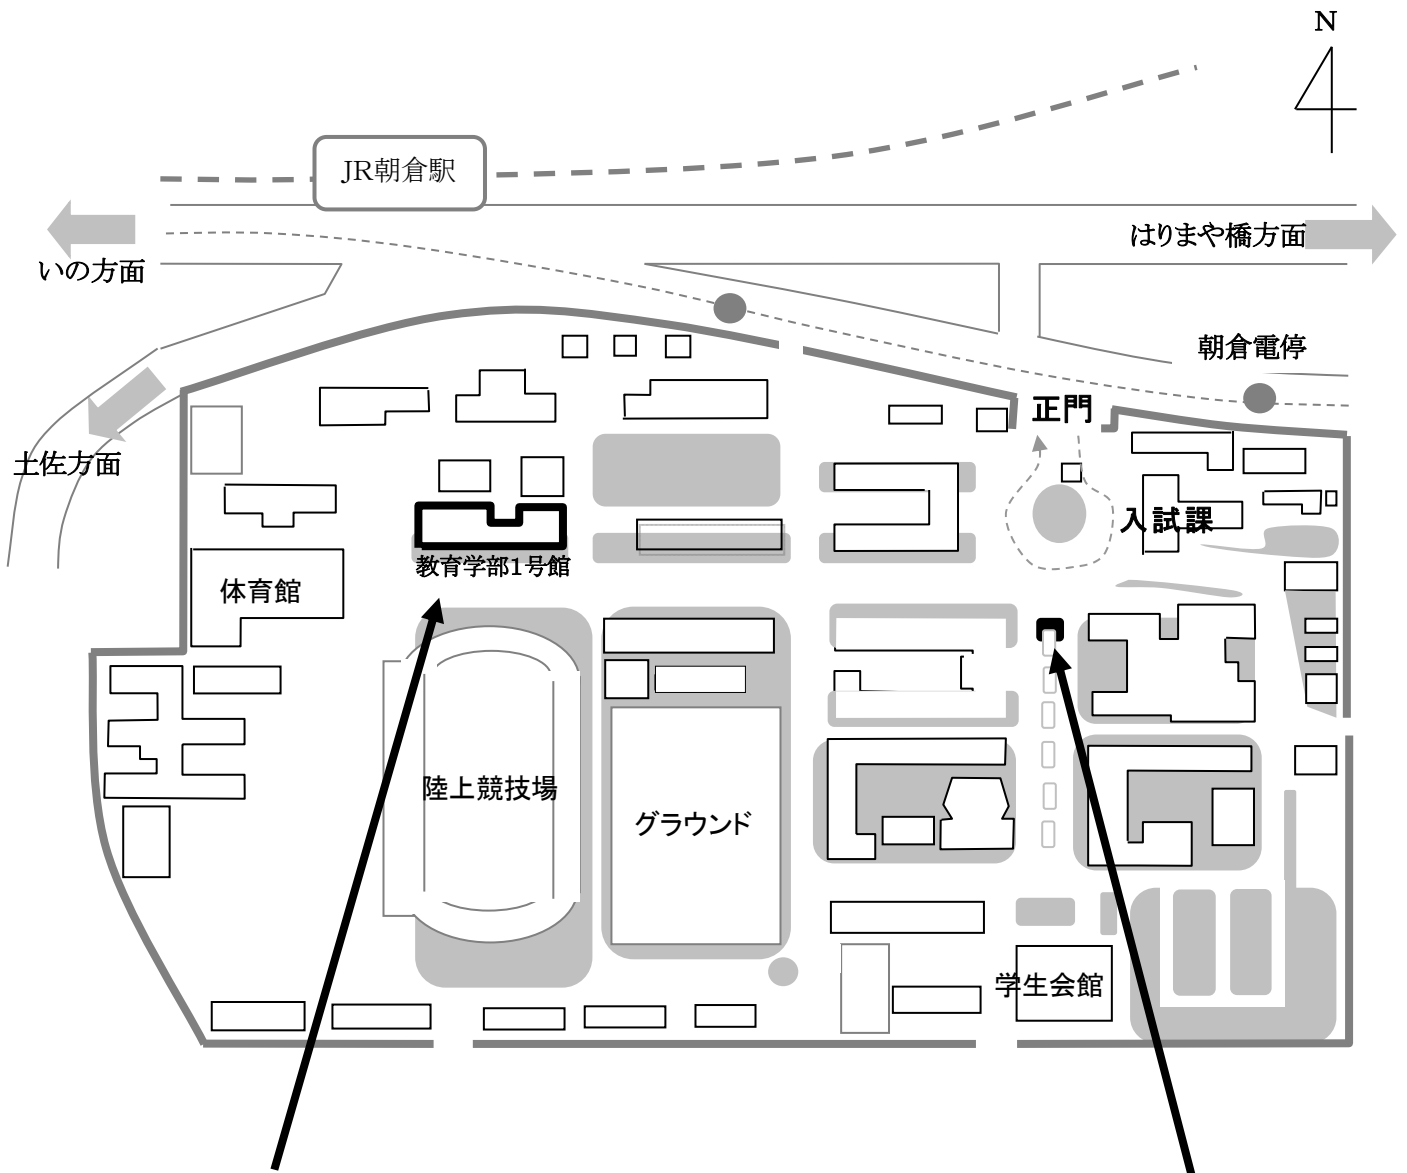 N
JR朝倉駅
はりまや橋方面
いの方面
朝倉電停
正門
土佐方面
入試課
教育学部1号館
体育館
陸上競技場
グラウンド
学生会館